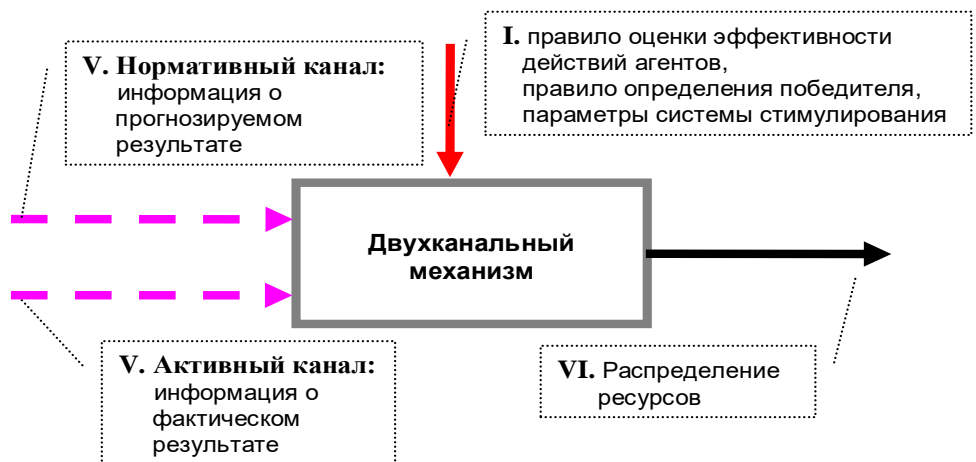 V. Нормативный канал:
информация о
прогнозируемом
результате
I. правило оценки эффективности
действий агентов,
правило определения победителя,
параметры системы стимулирования
Двухканальный
механизм
V. Активный канал:
информация о
фактическом
результате
VI. Распределение
ресурсов